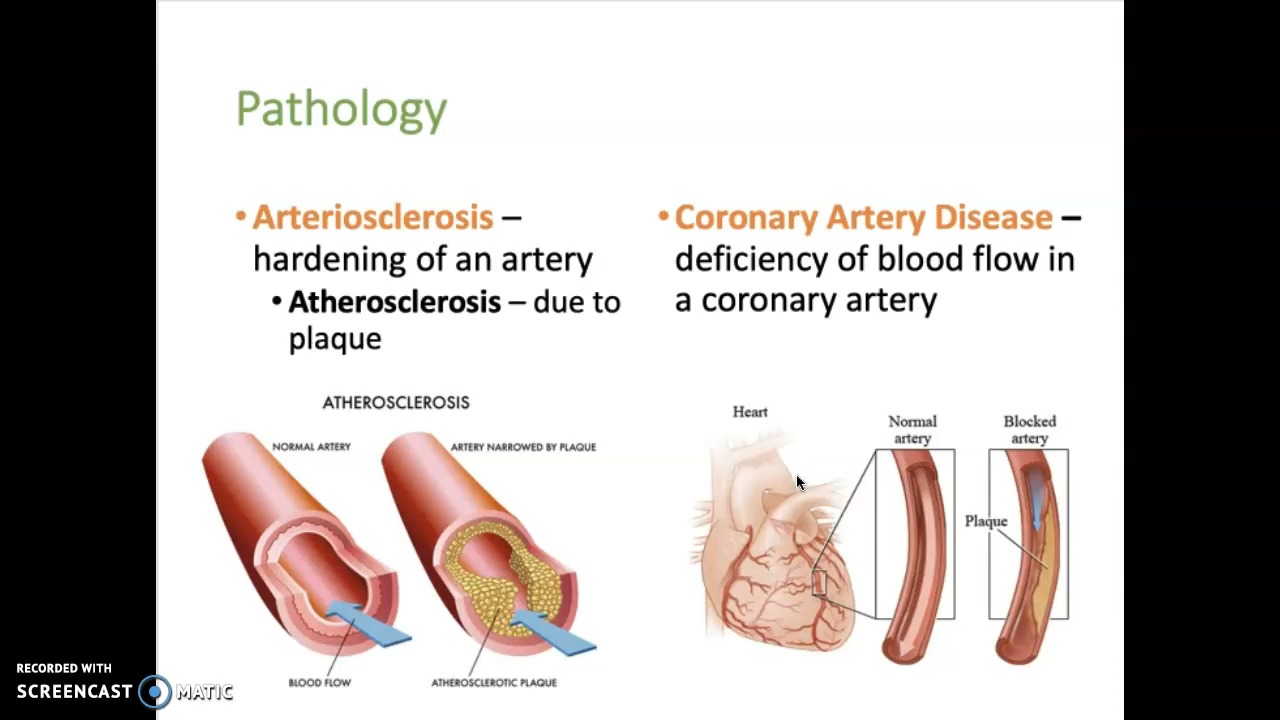 Pathology
• Arteriosclerosis –
hardening of an artery
• Atherosclerosis – due to
plaque
• Coronary Artery Disease –
deficiency of blood flow in
a coronary artery
ATHEROSCLEROSIS
NORMAL ARTERY
ARTERY NARROWED BY PLAQUE
BLOOD FLOW
ATHEROSCLEROTIC PLAQUE
Heart
Normal
artery
Blocked
artery
Plaque
RECORDED WITH
SCREENCAST MATIC